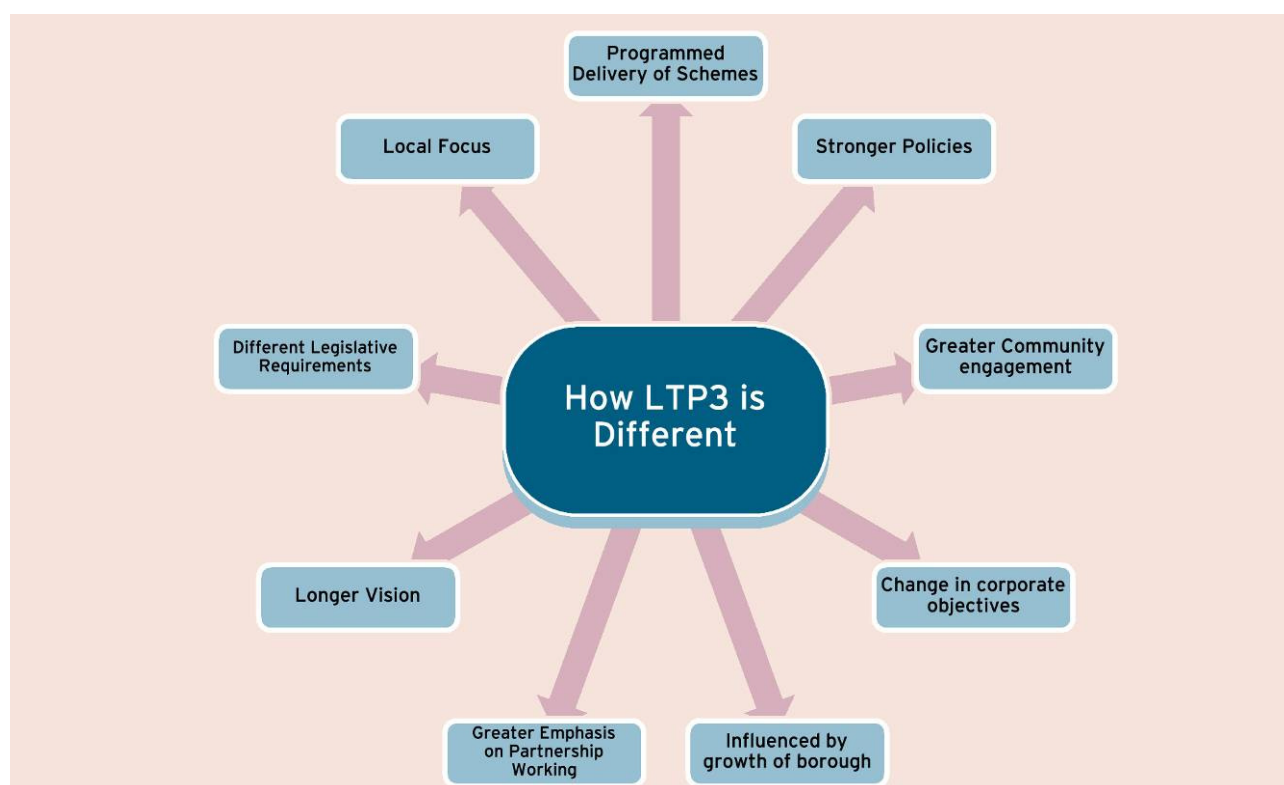 Programmed
Delivery of Schemes
Local Focus
Stronger Policies
Different Legislative
Requirements
Greater Community
engagement
How LTP3 is
Different
Longer Vision
Change in corporate
objectives
Greater Emphasis
on Partnership
Working
Influenced by
growth of borough